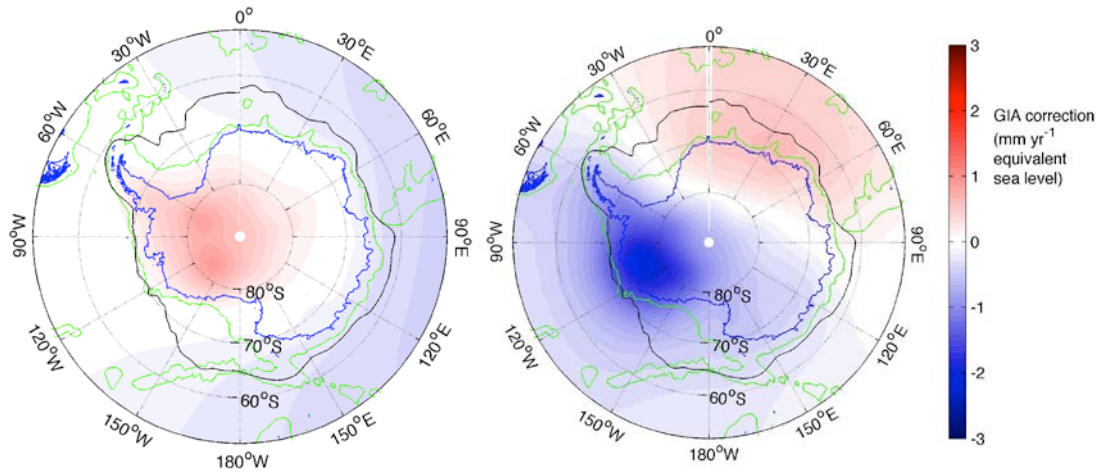 0°
30°E
60°E
90°E
120°E
150°E
180°W
150°W
120°W
90°W
60°W
30°W
80°S
70°S
60°S
0°
30°E
60°E
90°E
120°E
150°E
180°W
150°W
120°W
90°W
60°W
30°W
80°S
70°S
60°S
3
2
1
0
-1
-2
-3
GIA correction
(mm yr⁻¹
equivalent
sea level)